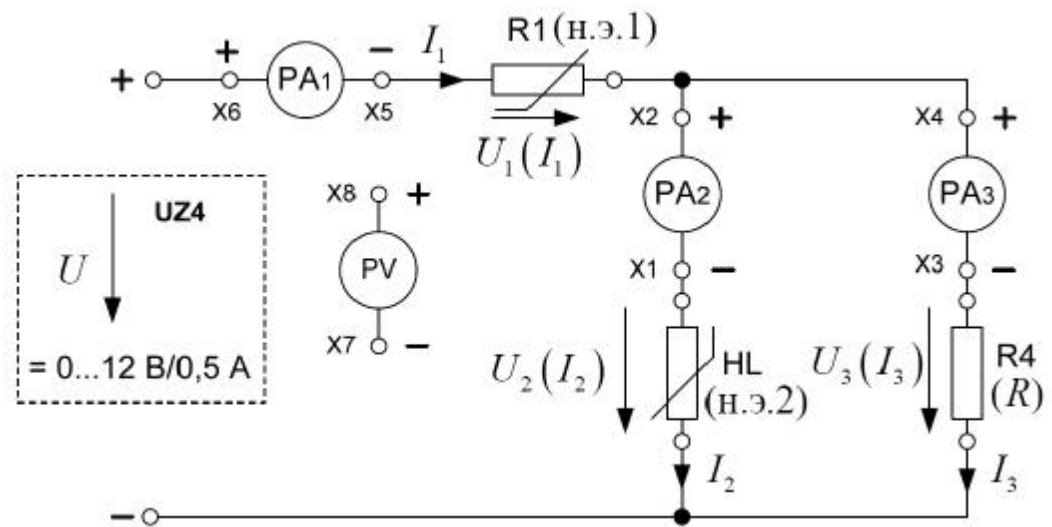 R1(н.э.1)
+ + PA1 – I₁
X6 X5
U₁(I₁)
X2 + X4 +
UZ4
X8 +
PA2 PA3
U
PV
X1 – X3 –
X7 –
= 0...12 В/0,5 А
U₂(I₂) HL U₃(I₃) R4
(н.э.2) (R)
I₂ I₃
–